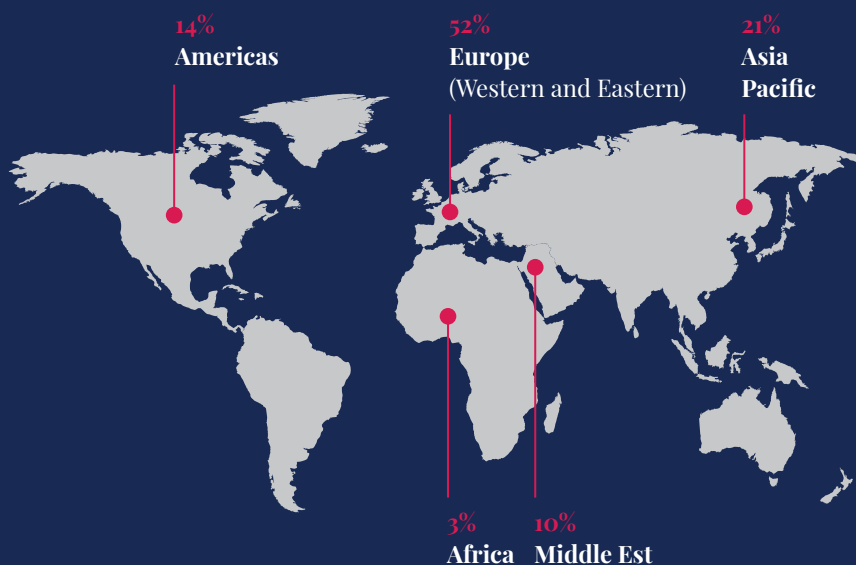 14%
Americas
52%
Europe
(Western and Eastern)
21%
Asia
Pacific
3%
Africa
10%
Middle Est